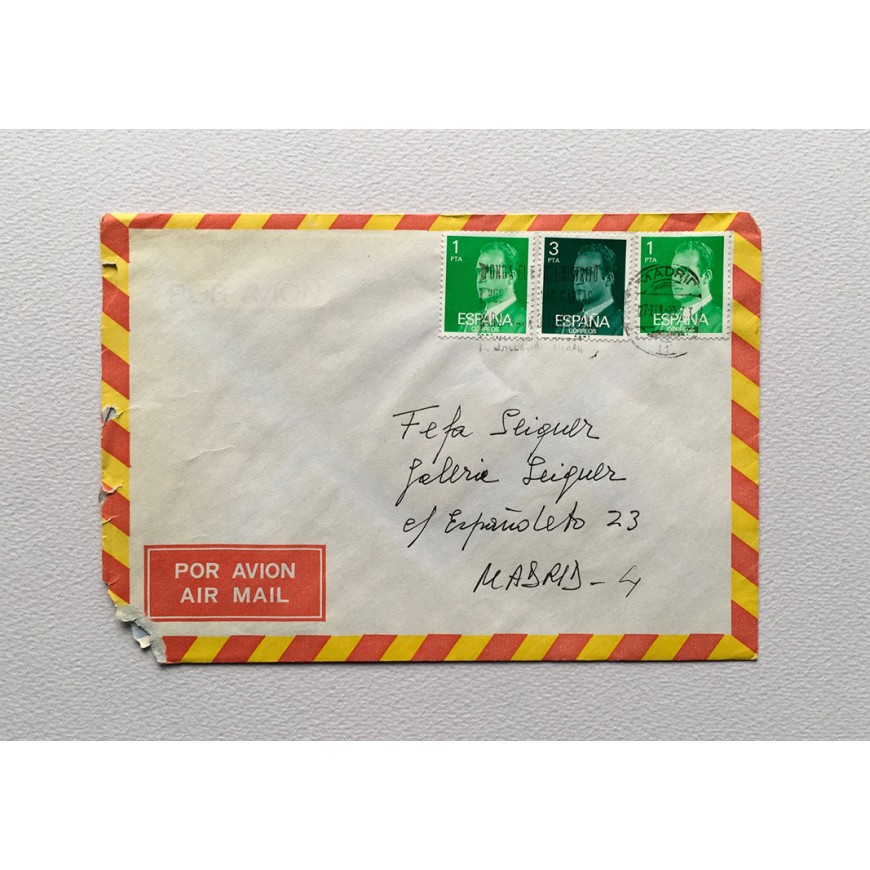 1
PTA
ESPAÑA
CORREOS
3
PTA
ESPAÑA
CORREOS
1
PTA
ESPAÑA
CORREOS
MADRID
Fefa Seiquer
Galerie Seiquer
c/ Españoleto 23
MADRID - 4
POR AVION
AIR MAIL